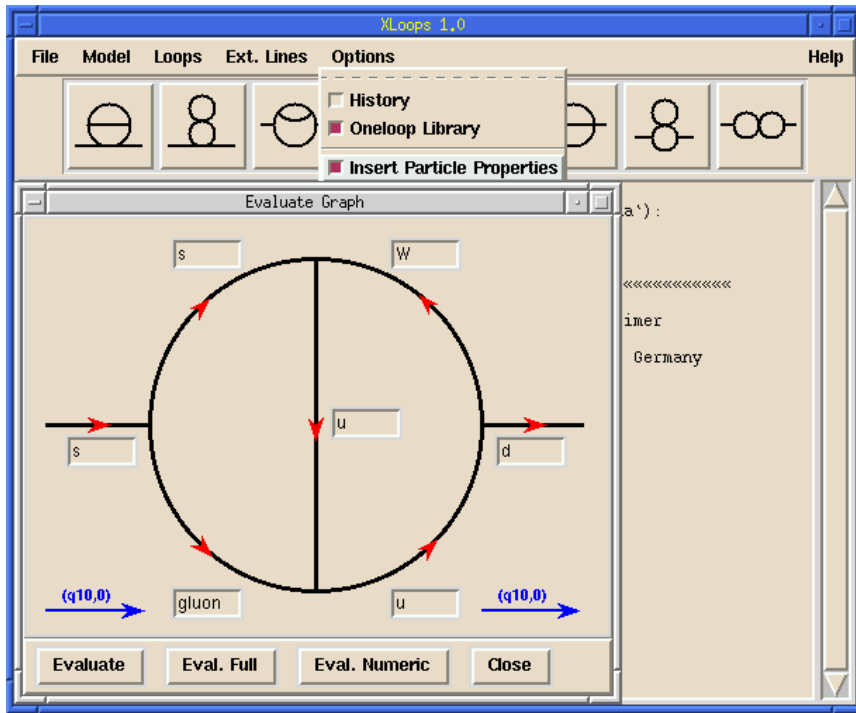 XLoops 1.0
File Model Loops Ext. Lines Options Help
History
Oneloop Library
Insert Particle Properties
Evaluate Graph
a`):
«««««««««««
imer
Germany
s W
u
s d
(q10,0) gluon u (q10,0)
Evaluate Eval. Full Eval. Numeric Close